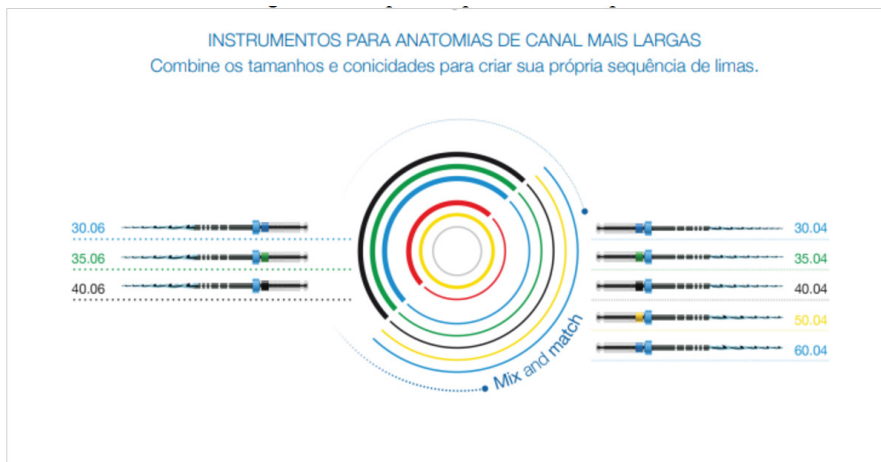 INSTRUMENTOS PARA ANATOMIAS DE CANAL MAIS LARGAS
Combine os tamanhos e conicidades para criar sua própria sequência de limas.
30.06
35.06
40.06
30.04
35.04
40.04
50.04
60.04
Mix and match